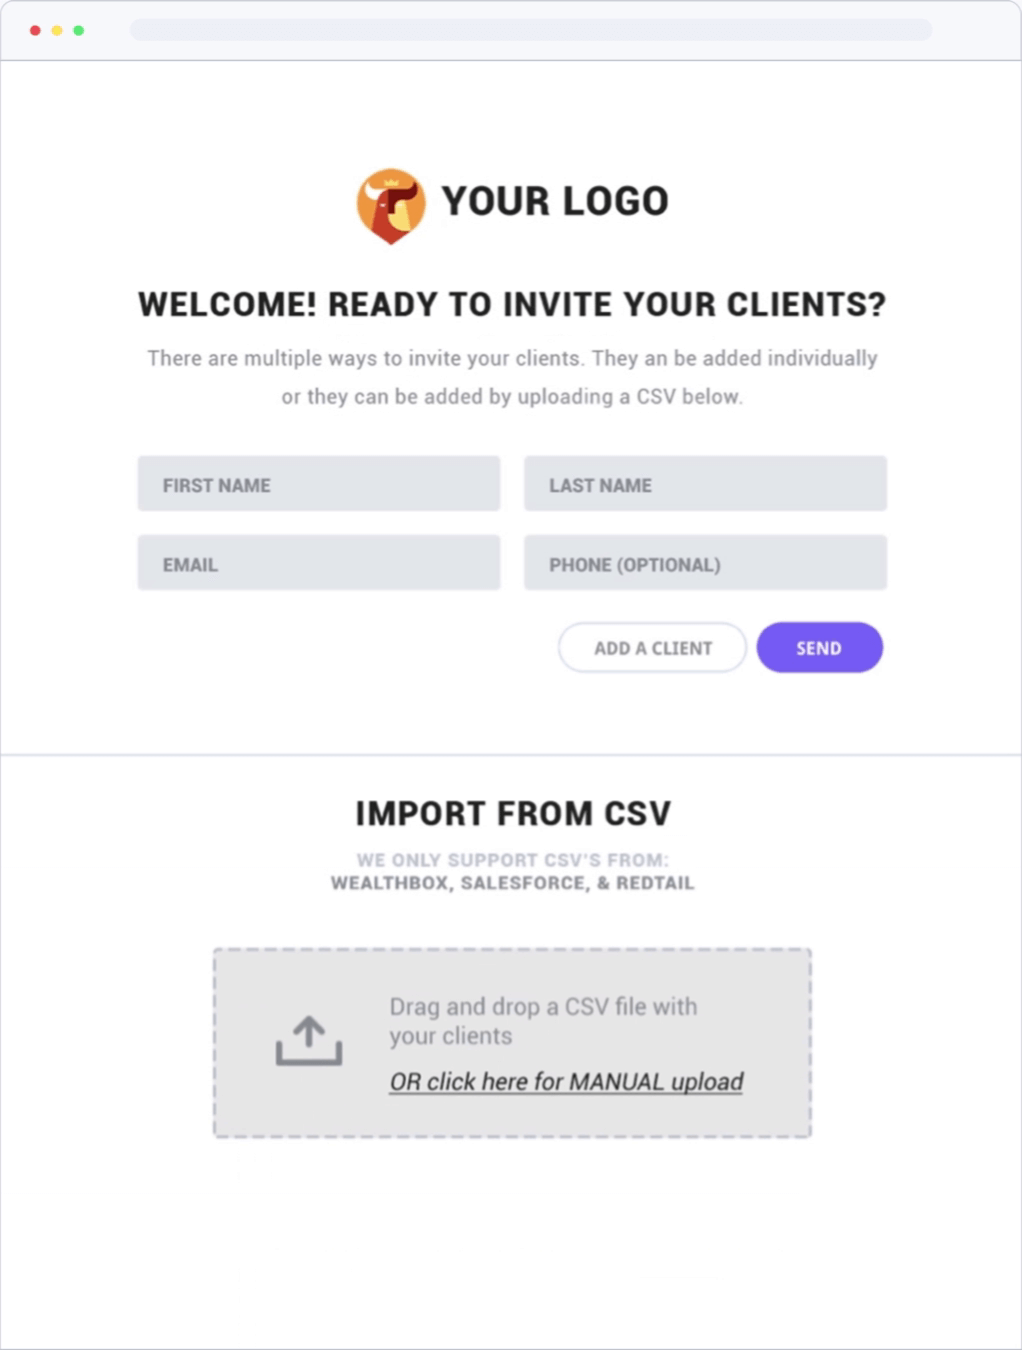 YOUR LOGO
WELCOME! READY TO INVITE YOUR CLIENTS?
There are multiple ways to invite your clients. They an be added individually
or they can be added by uploading a CSV below.
FIRST NAME
LAST NAME
EMAIL
PHONE (OPTIONAL)
ADD A CLIENT
SEND
IMPORT FROM CSV
WE ONLY SUPPORT CSV'S FROM:
WEALTHBOX, SALESFORCE, & REDTAIL
Drag and drop a CSV file with
your clients
OR click here for MANUAL upload